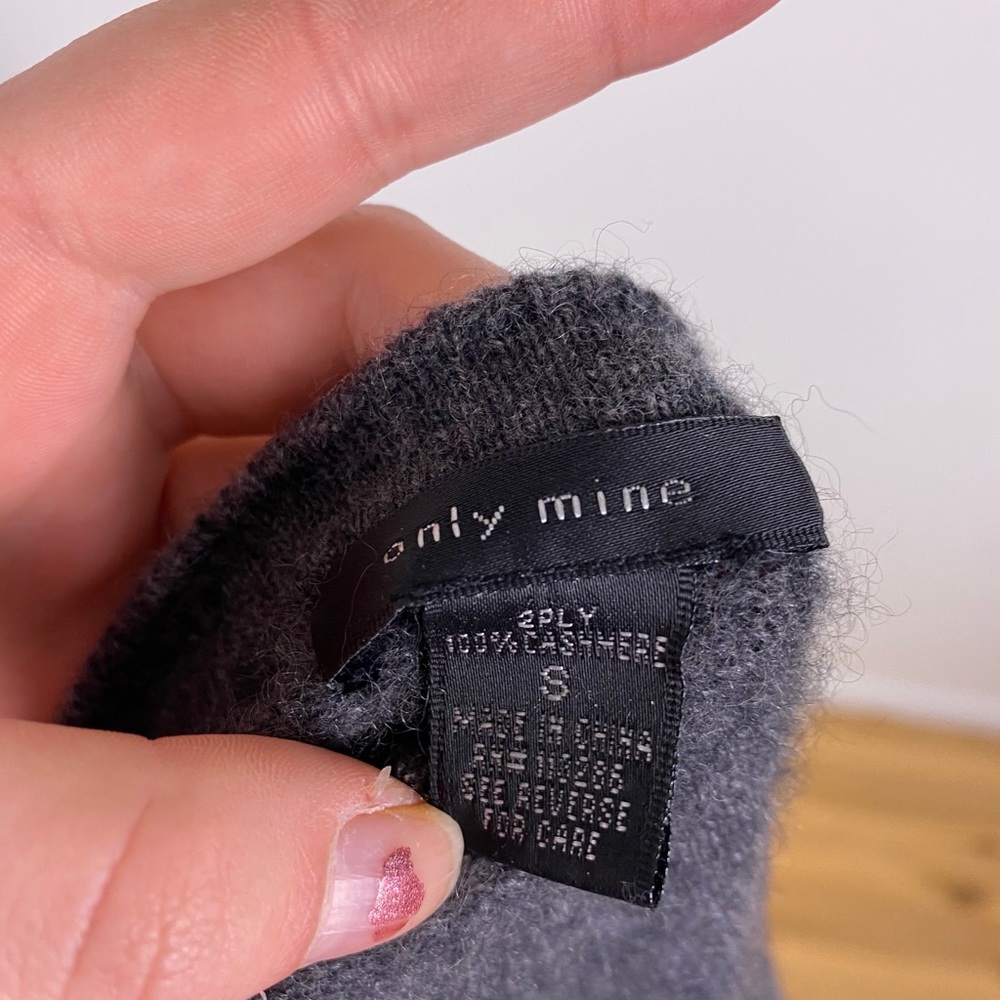 only mine
2PLY
100% CASHMERE
S
MADE IN CHINA
SEE REVERSE
FOR CARE